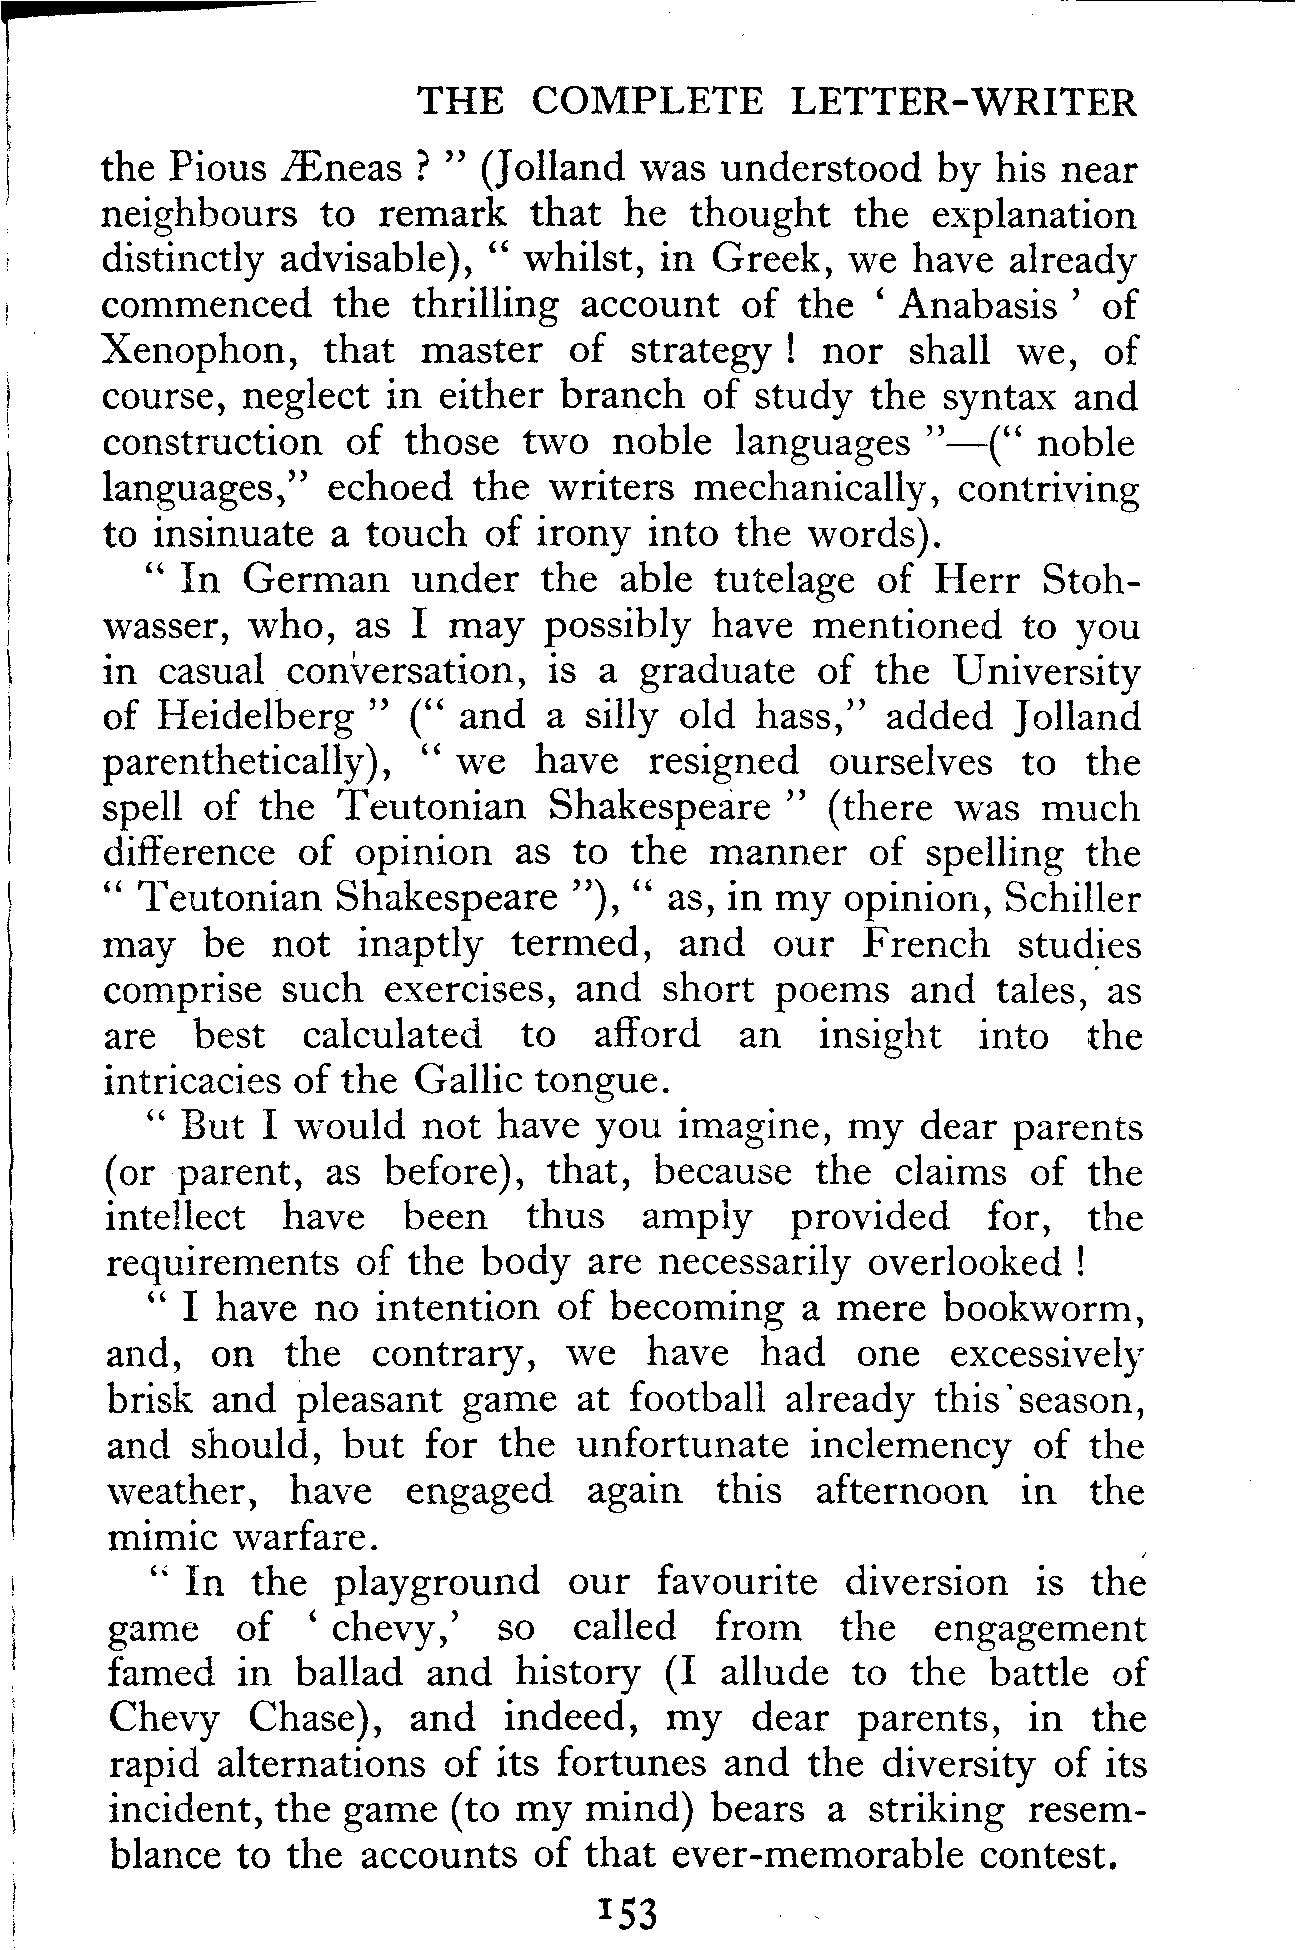 THE COMPLETE LETTER-WRITER
the Pious Æneas ? ” (Jolland was understood by his near
neighbours to remark that he thought the explanation
distinctly advisable), “ whilst, in Greek, we have already
commenced the thrilling account of the ‘ Anabasis ’ of
Xenophon, that master of strategy ! nor shall we, of
course, neglect in either branch of study the syntax and
construction of those two noble languages ”—(“ noble
languages,” echoed the writers mechanically, contriving
to insinuate a touch of irony into the words).
“ In German under the able tutelage of Herr Stoh-
wasser, who, as I may possibly have mentioned to you
in casual conversation, is a graduate of the University
of Heidelberg ” (“ and a silly old hass,” added Jolland
parenthetically), “ we have resigned ourselves to the
spell of the Teutonian Shakespeare ” (there was much
difference of opinion as to the manner of spelling the
“ Teutonian Shakespeare ”), “ as, in my opinion, Schiller
may be not inaptly termed, and our French studies
comprise such exercises, and short poems and tales, as
are best calculated to afford an insight into the
intricacies of the Gallic tongue.
“ But I would not have you imagine, my dear parents
(or parent, as before), that, because the claims of the
intellect have been thus amply provided for, the
requirements of the body are necessarily overlooked !
“ I have no intention of becoming a mere bookworm,
and, on the contrary, we have had one excessively
brisk and pleasant game at football already this season,
and should, but for the unfortunate inclemency of the
weather, have engaged again this afternoon in the
mimic warfare.
“ In the playground our favourite diversion is the
game of ‘ chevy,’ so called from the engagement
famed in ballad and history (I allude to the battle of
Chevy Chase), and indeed, my dear parents, in the
rapid alternations of its fortunes and the diversity of its
incident, the game (to my mind) bears a striking resem-
blance to the accounts of that ever-memorable contest.
153